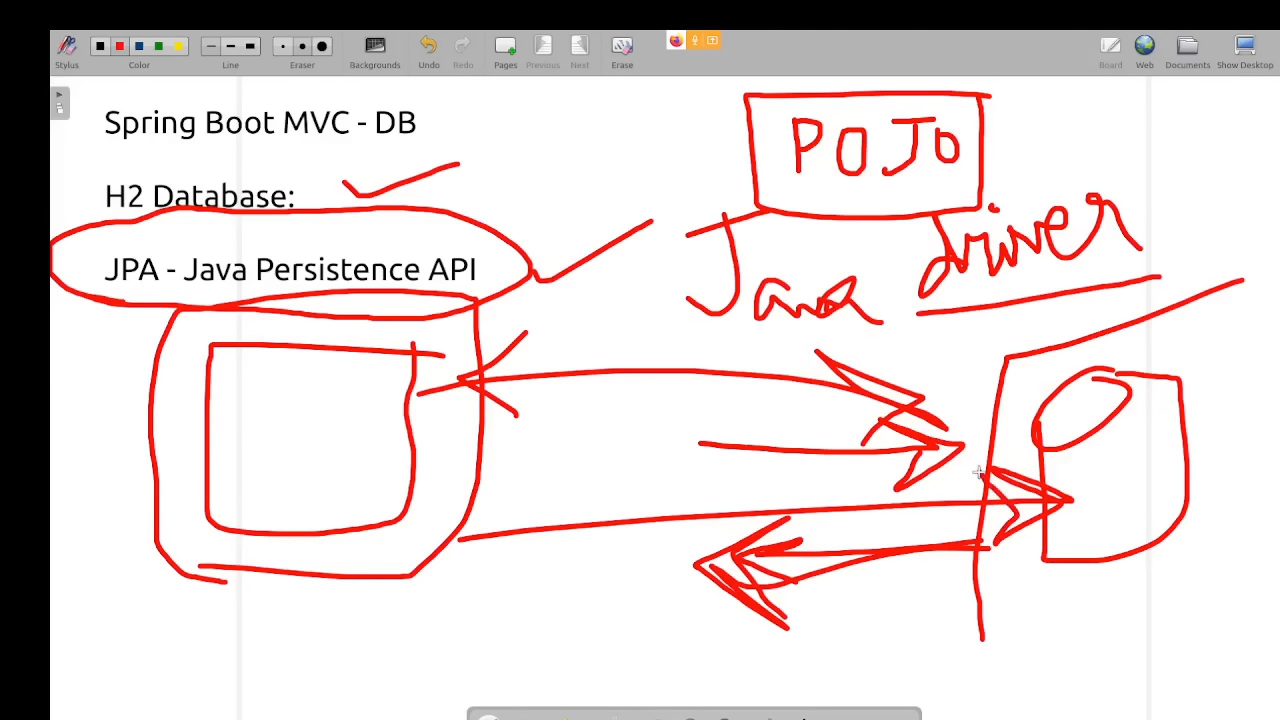 Stylus
Color
Line
Eraser
Backgrounds
Undo
Redo
Pages
Previous
Next
Erase
Board
Web
Documents
Show Desktop
Spring Boot MVC - DB
H2 Database:
JPA - Java Persistence API
POJO
Java driver